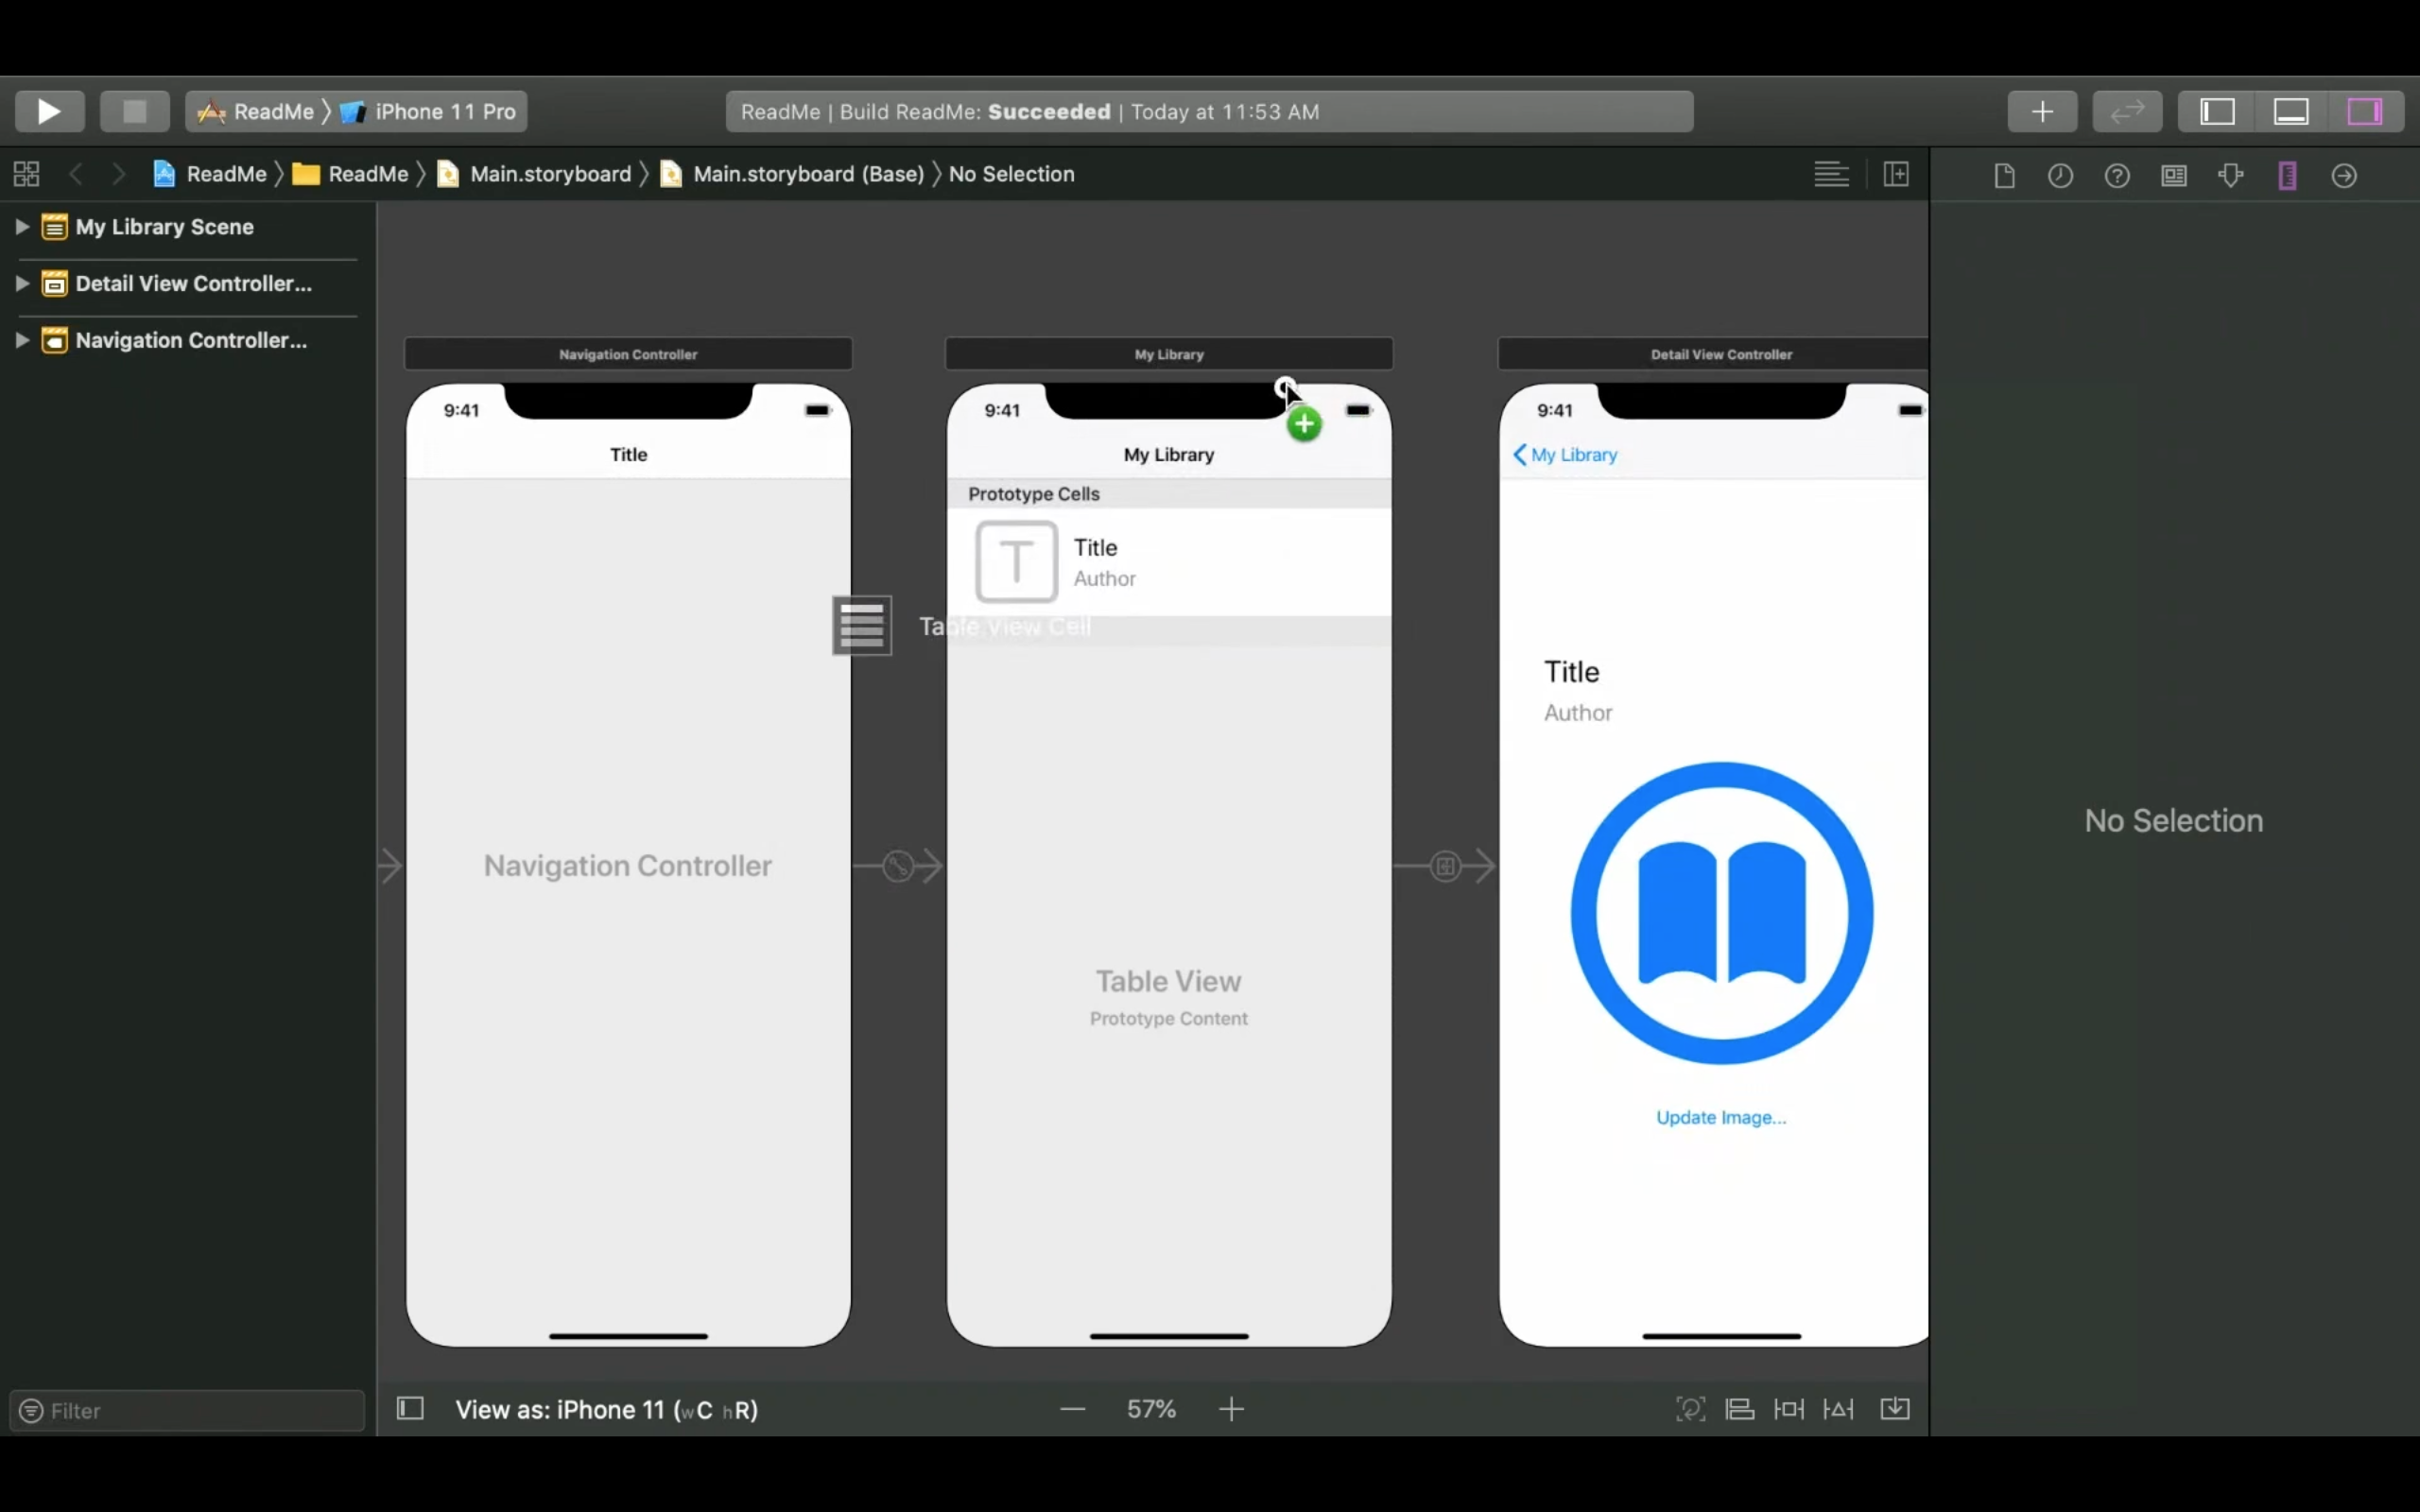 ReadMe 〉 iPhone 11 Pro
ReadMe | Build ReadMe: Succeeded | Today at 11:53 AM
ReadMe 〉 ReadMe 〉 Main.storyboard 〉 Main.storyboard (Base) 〉 No Selection
My Library Scene
Detail View Controller...
Navigation Controller...
Navigation Controller
9:41
Title
Navigation Controller
My Library
9:41
My Library
Prototype Cells
T
Title
Author
Table View Cell
Table View
Prototype Content
Detail View Controller
9:41
My Library
Title
Author
Update Image...
No Selection
Filter
View as: iPhone 11 (wC hR)
57%